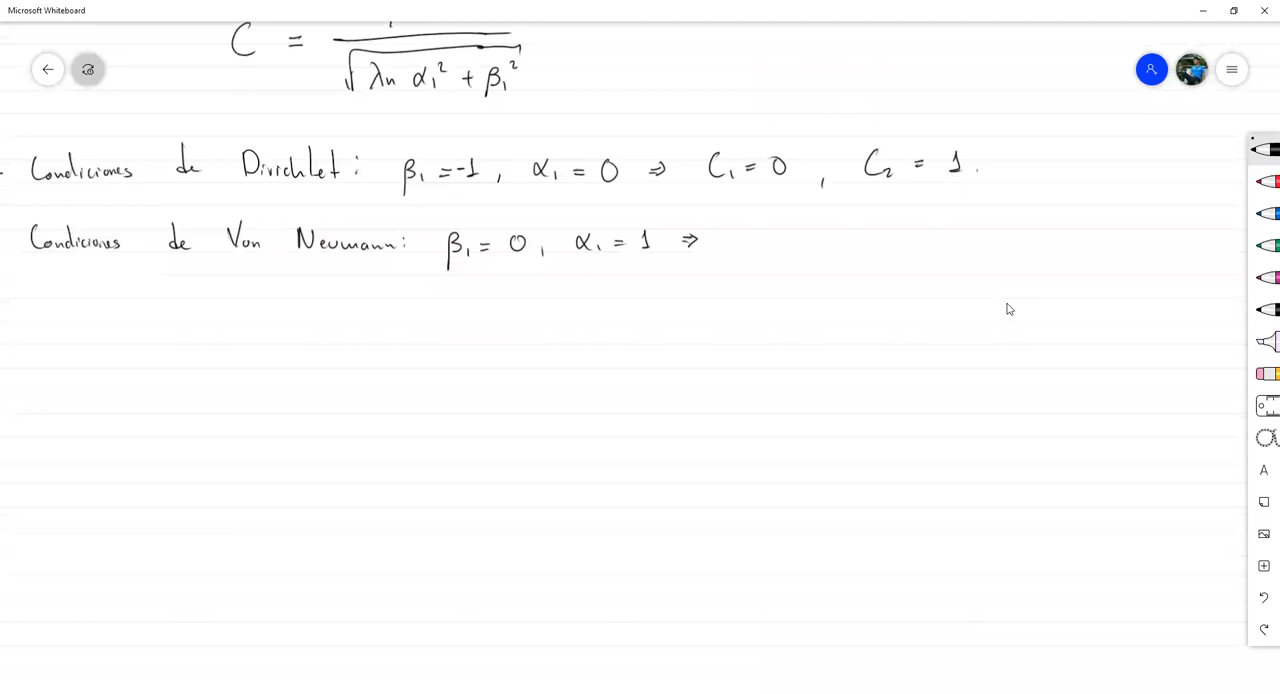 Microsoft Whiteboard
C = ──── / √(λn α₁² + β₁²)
Condiciones de Dirichlet: β₁ = -1, α₁ = 0 ⇒ C₁ = 0, C₂ = 1.
Condiciones de Von Neumann: β₁ = 0, α₁ = 1 ⇒
A